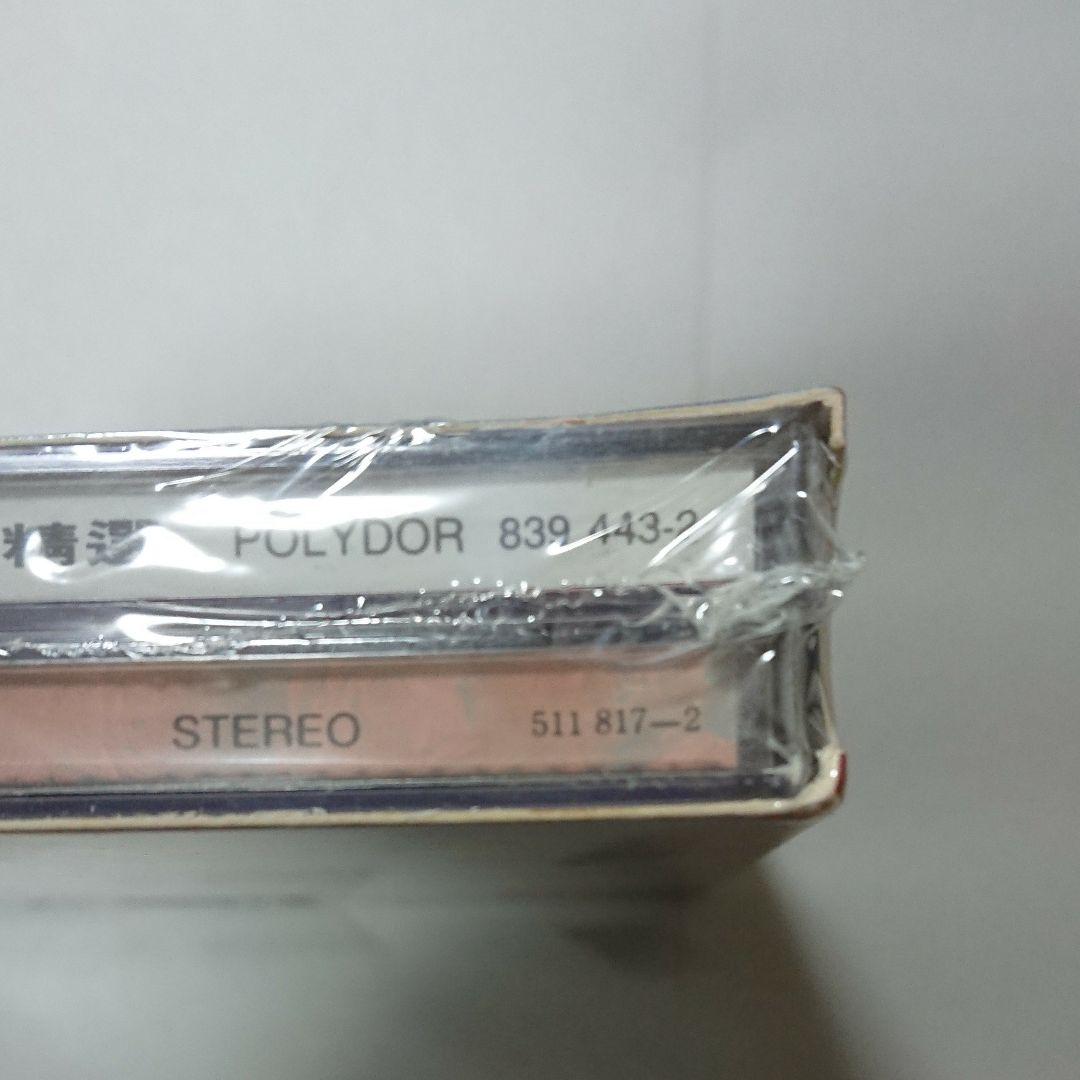 精選 POLYDOR 839 443-2
STEREO 511 817—2